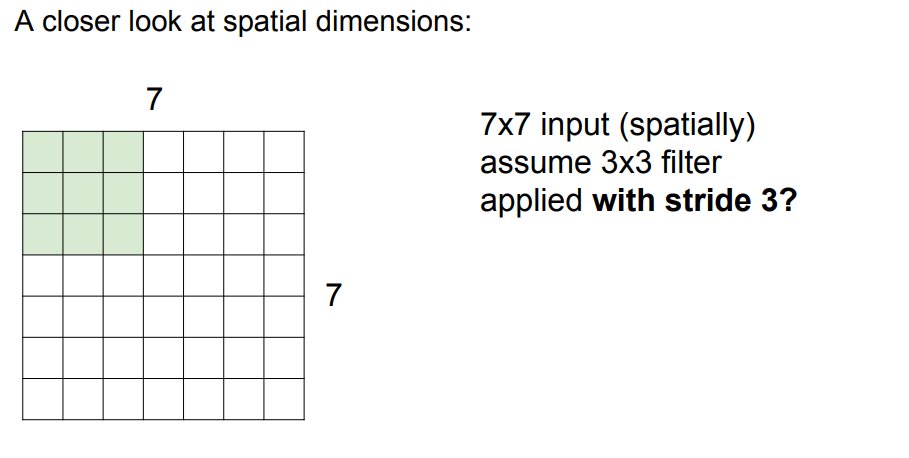 A closer look at spatial dimensions:
7
7x7 input (spatially)
assume 3x3 filter
applied with stride 3?
7